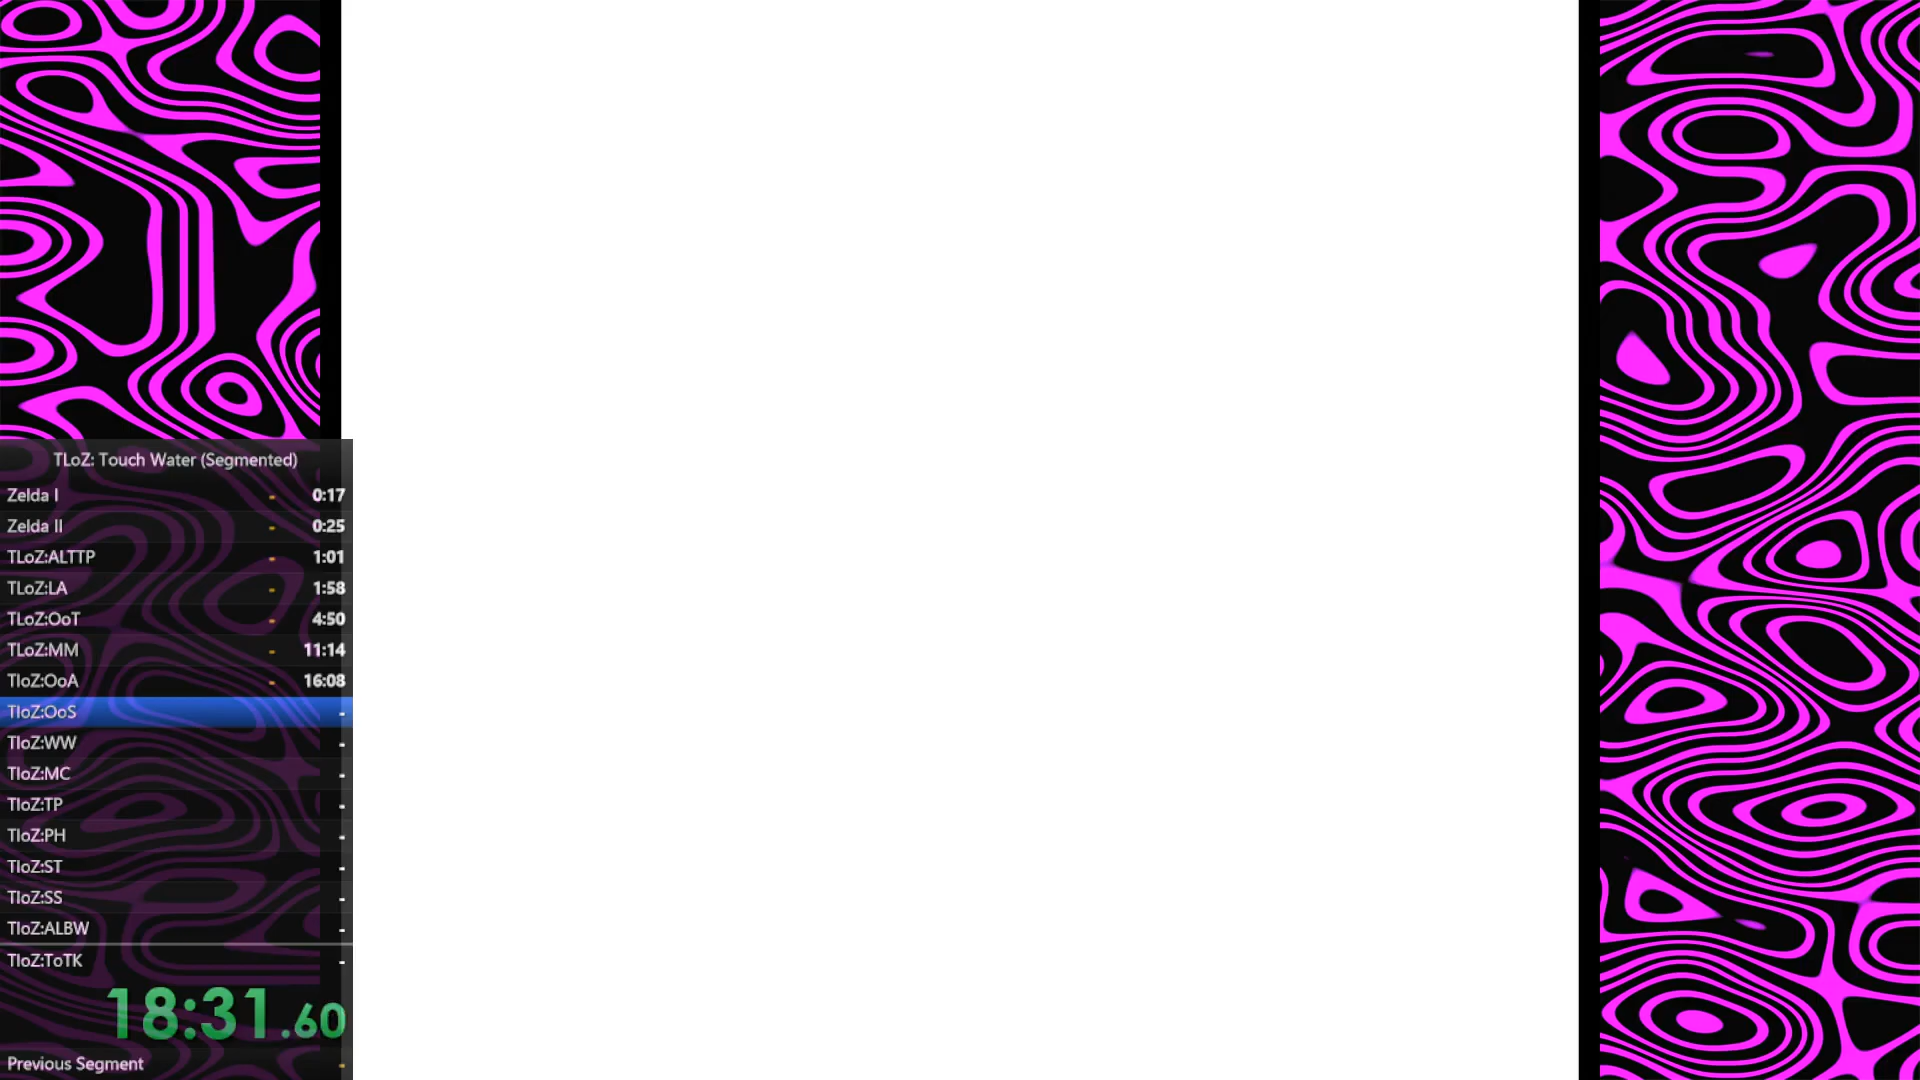 TLoZ: Touch Water (Segmented)
Zelda I - 0:17
Zelda II - 0:25
TLoZ:ALTTP - 1:01
TLoZ:LA - 1:58
TLoZ:OoT - 4:50
TLoZ:MM - 11:14
TloZ:OoA - 16:08
TloZ:OoS -
TloZ:WW -
TloZ:MC -
TloZ:TP -
TloZ:PH -
TloZ:ST -
TloZ:SS -
TloZ:ALBW -
TloZ:ToTK -
18:31.60
Previous Segment -